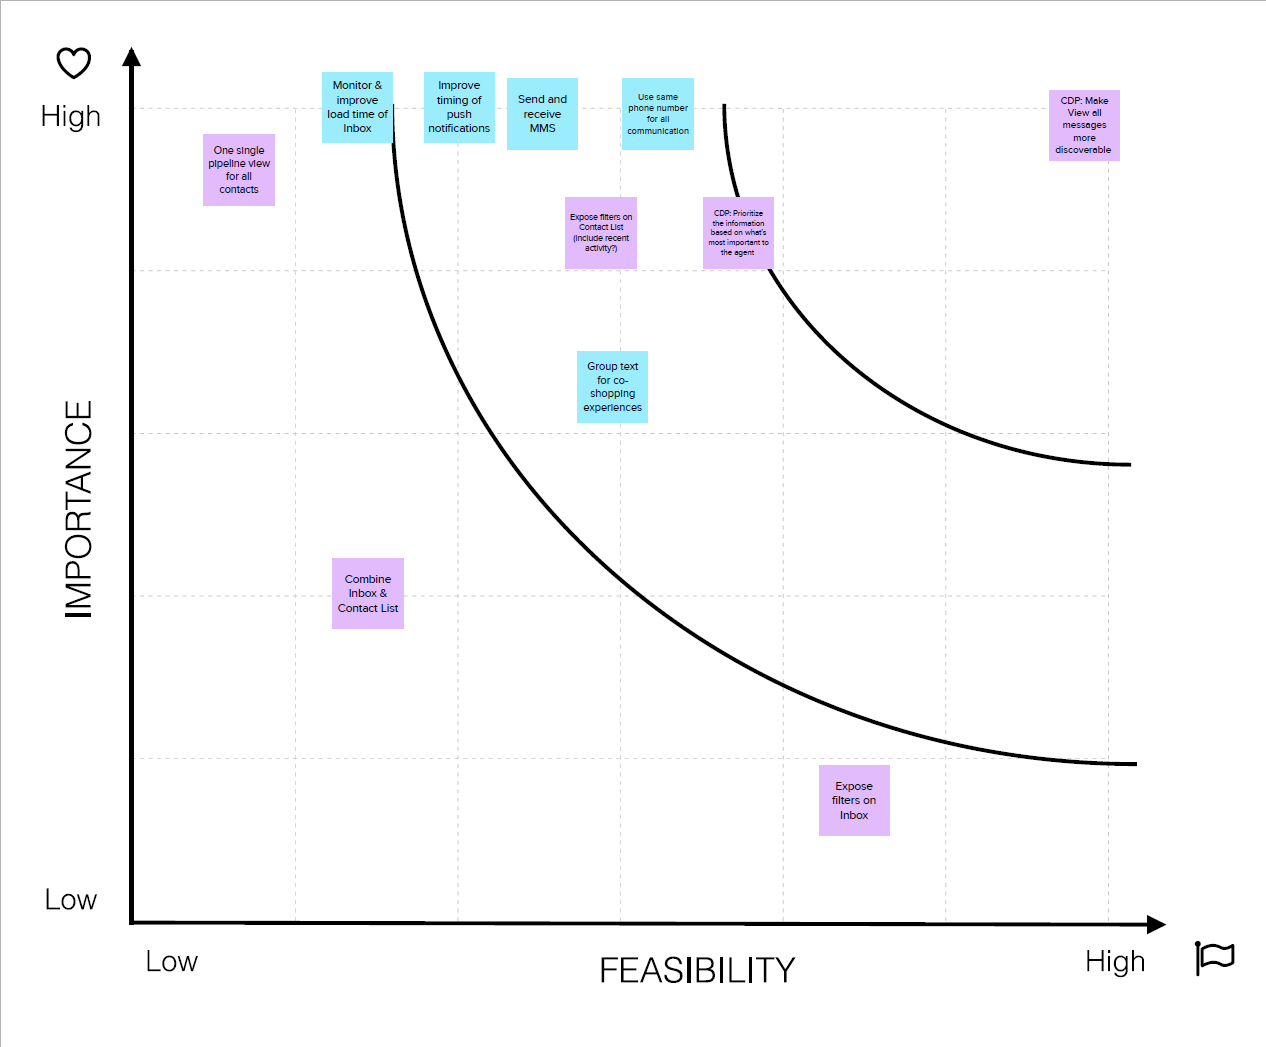 High
Monitor &
improve
load time of
Inbox
Improve
timing of
push
notifications
Send and
receive
MMS
Use same
phone number
for all
communication
CDP: Make
View all
messages
more
discoverable
One single
pipeline view
for all
contacts
Expose filters on
Contact List
(include recent
activity?)
CDP: Prioritize
the information
based on what's
most important to
the agent
Group text
for co-
shopping
experiences
IMPORTANCE
Combine
Inbox &
Contact List
Expose
filters on
Inbox
Low
Low
FEASIBILITY
High